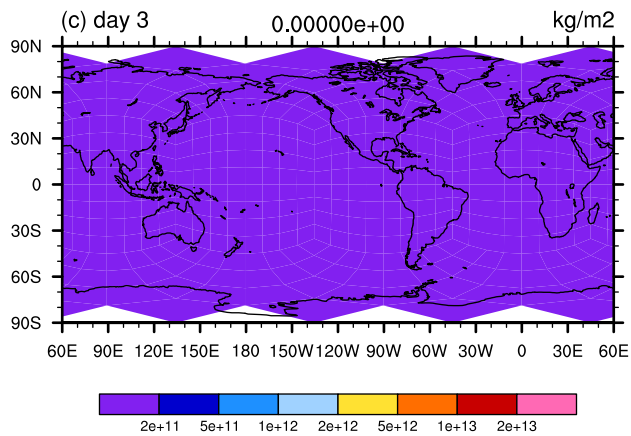 (c) day 3 0.00000e+00 kg/m2
90N
60N
30N
0
30S
60S
90S
60E 90E 120E 150E 180 150W 120W 90W 60W 30W 0 30E 60E
2e+11 5e+11 1e+12 2e+12 5e+12 1e+13 2e+13